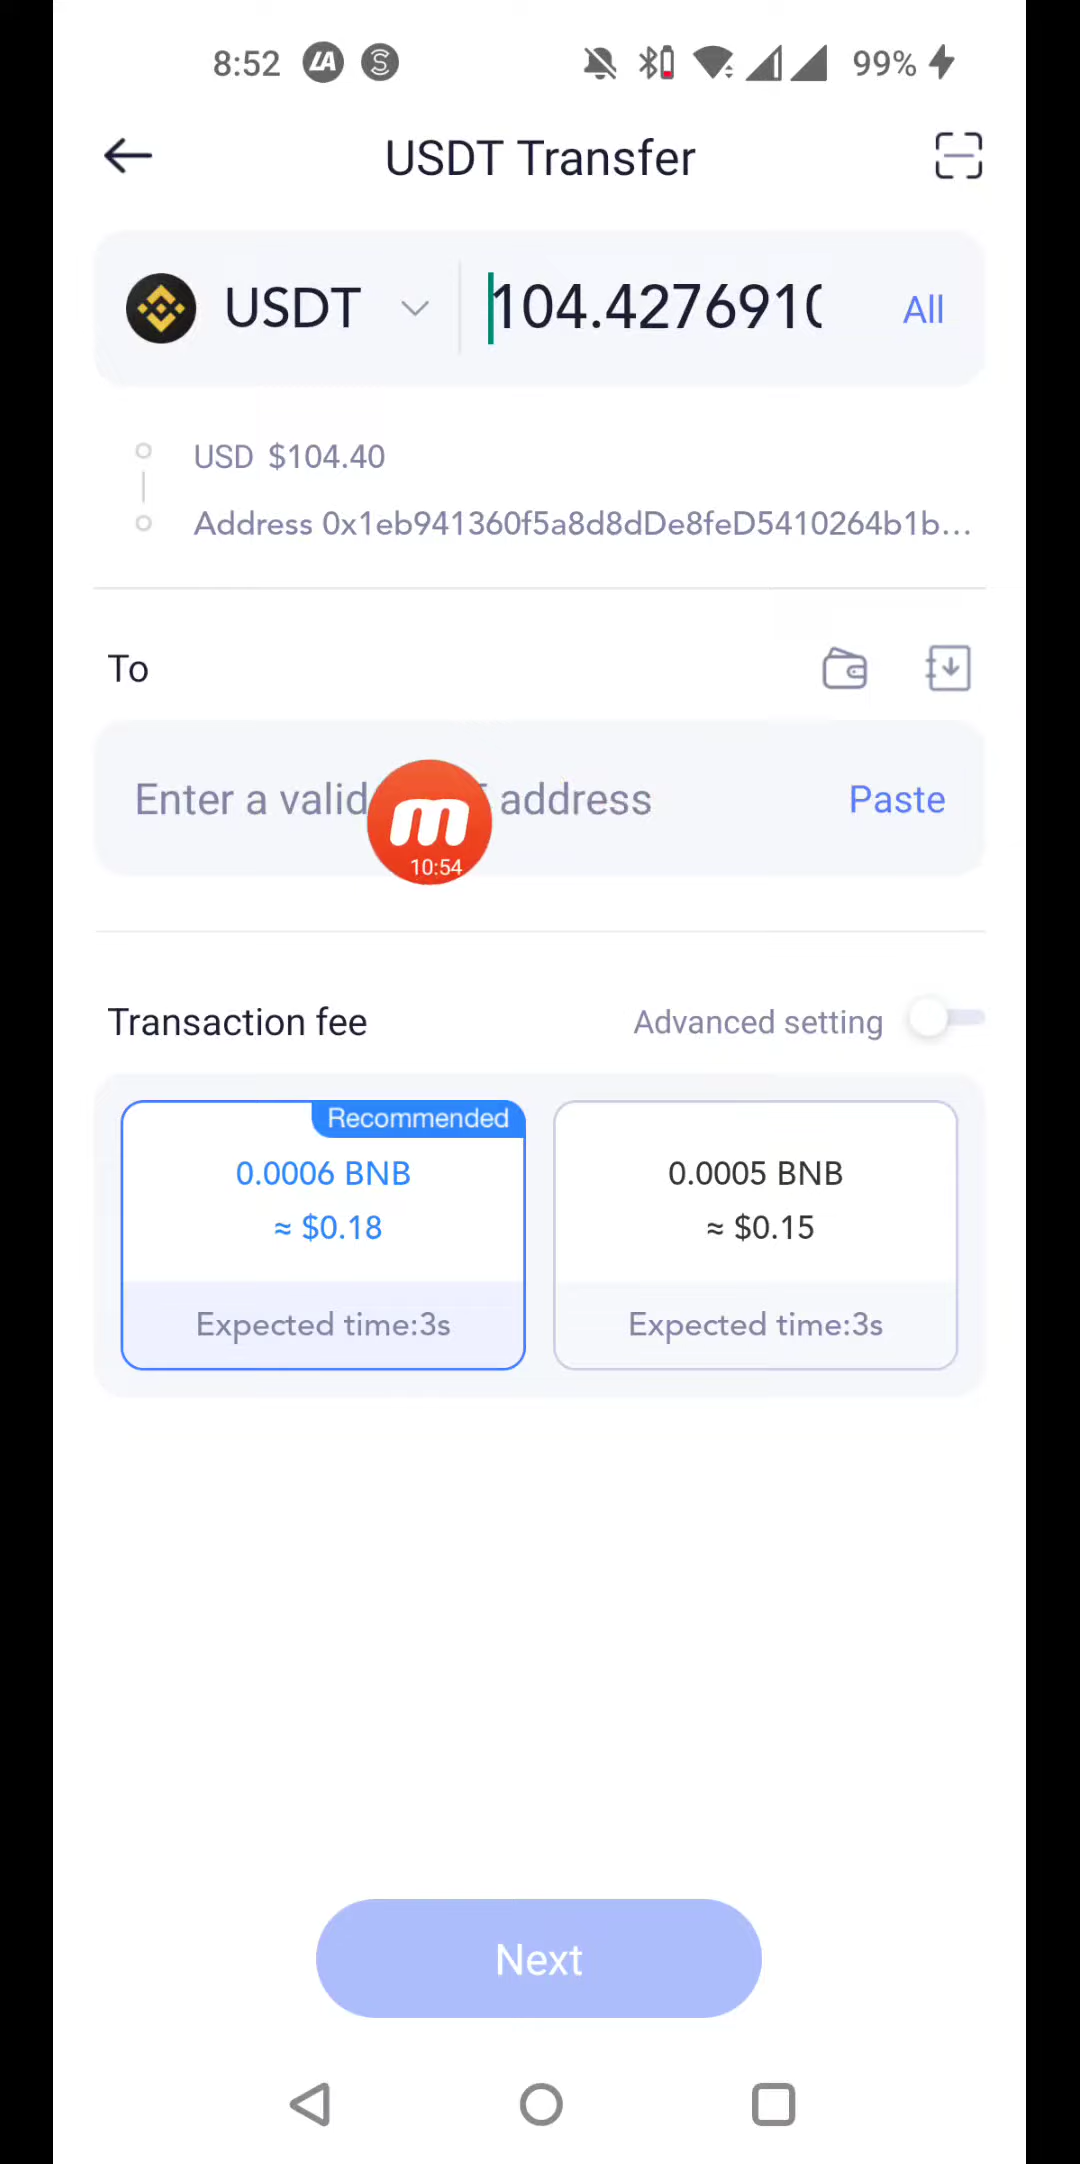 8:52 LA S 99%
USDT Transfer
USDT 104.4276910 All
USD $104.40
Address 0x1eb941360f5a8d8dDe8feD5410264b1b...
To
Enter a valid address Paste
m
10:54
Transaction fee Advanced setting
Recommended
0.0006 BNB 0.0005 BNB
≈ $0.18 ≈ $0.15
Expected time:3s Expected time:3s
Next